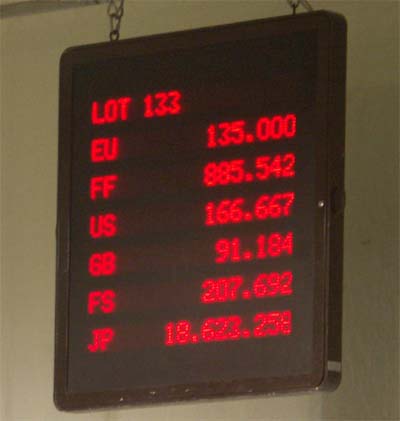 LOT 133
EU 135.000
FF 885.542
US 166.667
GB 91.184
FS 207.692
JP 18.623.258